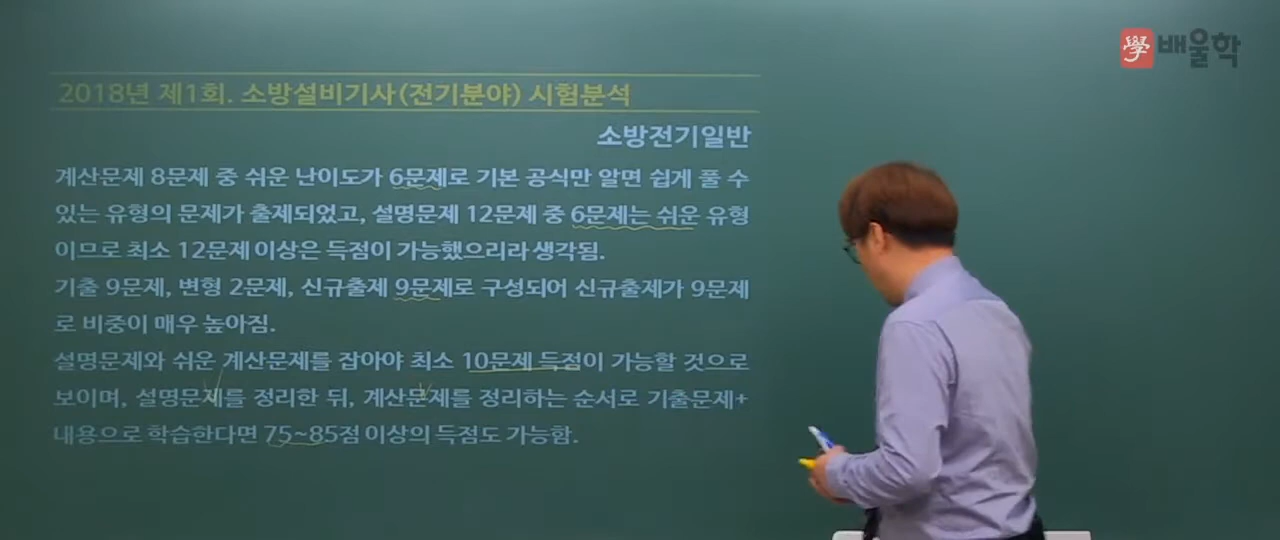 學 배울학
2018년 제1회. 소방설비기사(전기분야) 시험분석
소방전기일반
계산문제 8문제 중 쉬운 난이도가 6문제로 기본 공식만 알면 쉽게 풀 수
있는 유형의 문제가 출제되었고, 설명문제 12문제 중 6문제는 쉬운 유형
이므로 최소 12문제 이상은 득점이 가능했으리라 생각됨.
기출 9문제, 변형 2문제, 신규출제 9문제로 구성되어 신규출제가 9문제
로 비중이 매우 높아짐.
설명문제와 쉬운 계산문제를 잡아야 최소 10문제 득점이 가능할 것으로
보이며, 설명문제를 정리한 뒤, 계산문제를 정리하는 순서로 기출문제+
내용으로 학습한다면 75~85점 이상의 득점도 가능함.